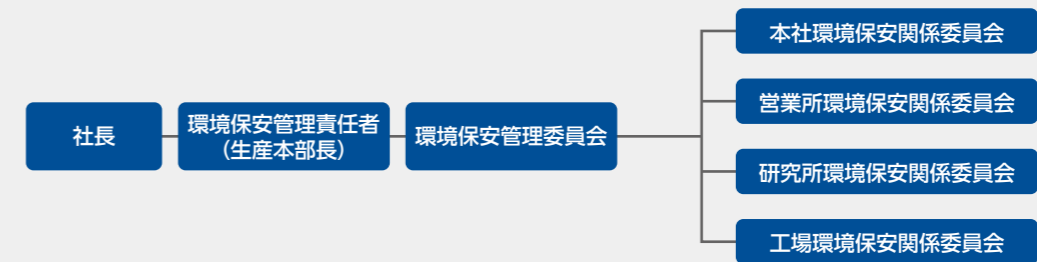 社長
環境保安管理責任者
(生産本部長)
環境保安管理委員会
本社環境保安関係委員会
営業所環境保安関係委員会
研究所環境保安関係委員会
工場環境保安関係委員会